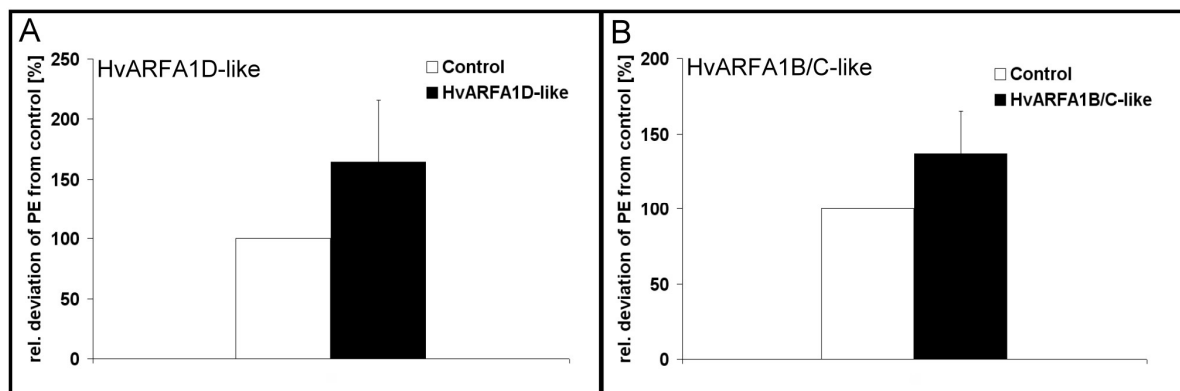 A
rel. deviation of PE from control [%]
250
200
150
100
50
0
HvARFA1D-like
Control
HvARFA1D-like
B
rel. deviation of PE from control [%]
200
150
100
50
0
HvARFA1B/C-like
Control
HvARFA1B/C-like